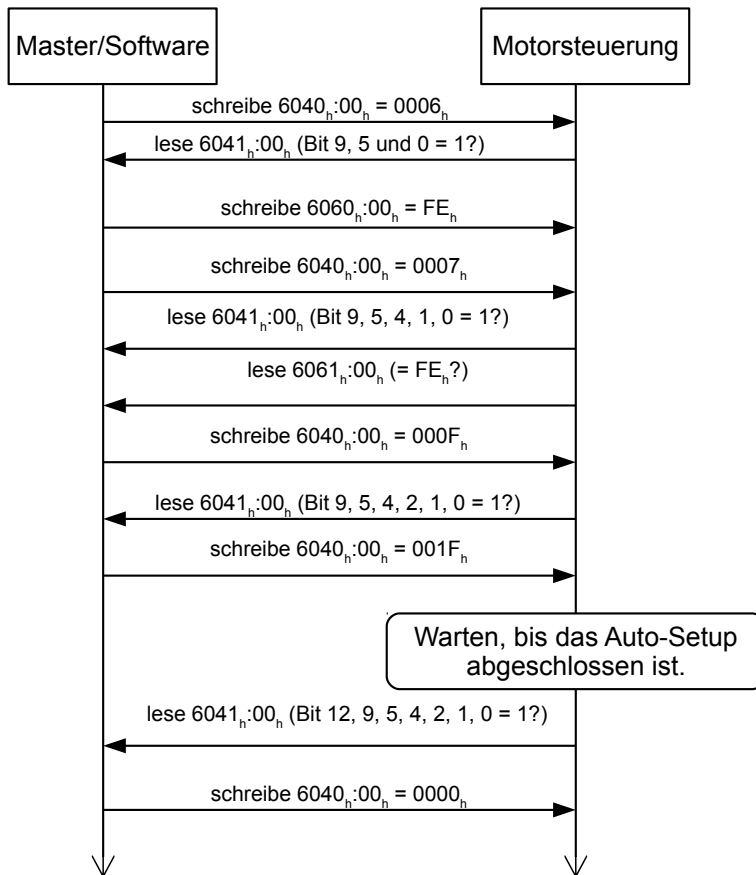 Master/Software
Motorsteuerung
schreibe 6040h:00h = 0006h
lese 6041h:00h (Bit 9, 5 und 0 = 1?)
schreibe 6060h:00h = FEh
schreibe 6040h:00h = 0007h
lese 6041h:00h (Bit 9, 5, 4, 1, 0 = 1?)
lese 6061h:00h (= FEh?)
schreibe 6040h:00h = 000Fh
lese 6041h:00h (Bit 9, 5, 4, 2, 1, 0 = 1?)
schreibe 6040h:00h = 001Fh
Warten, bis das Auto-Setup
abgeschlossen ist.
lese 6041h:00h (Bit 12, 9, 5, 4, 2, 1, 0 = 1?)
schreibe 6040h:00h = 0000h